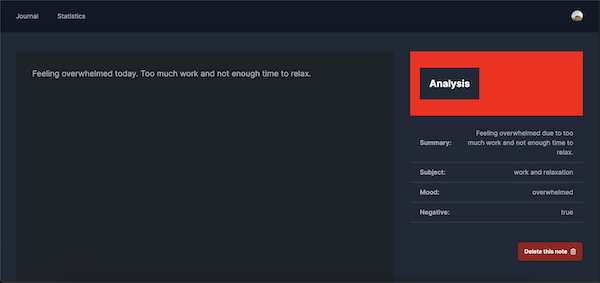 Journal Statistics
Feeling overwhelmed today. Too much work and not enough time to relax.
Analysis
Summary: Feeling overwhelmed due to too
much work and not enough time to
relax.
Subject: work and relaxation
Mood: overwhelmed
Negative: true
Delete this note